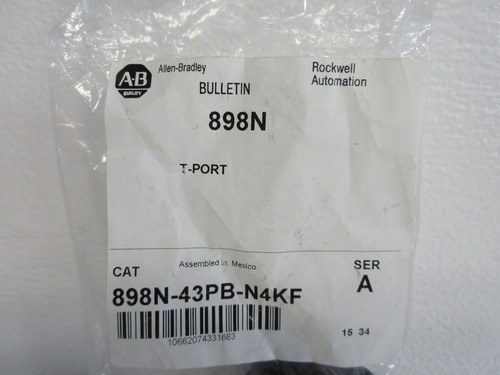 A-B
QUALITY
Allen-Bradley
Rockwell
Automation
BULLETIN
898N
T-PORT
Assembled in: Mexico
CAT
SER
898N-43PB-N4KF
A
10662074331663
15 34